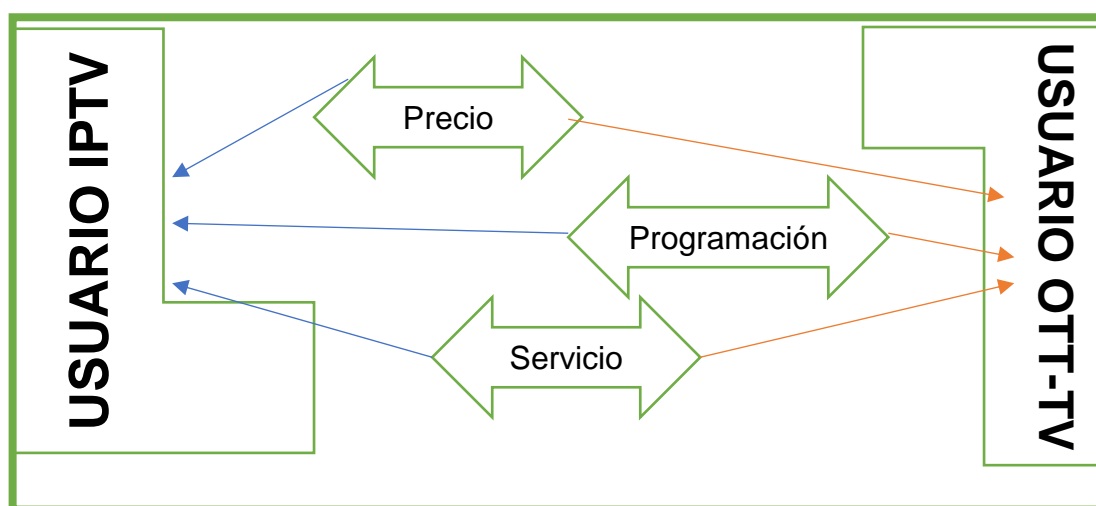 USUARIO IPTV
Precio
Programación
Servicio
USUARIO OTT-TV